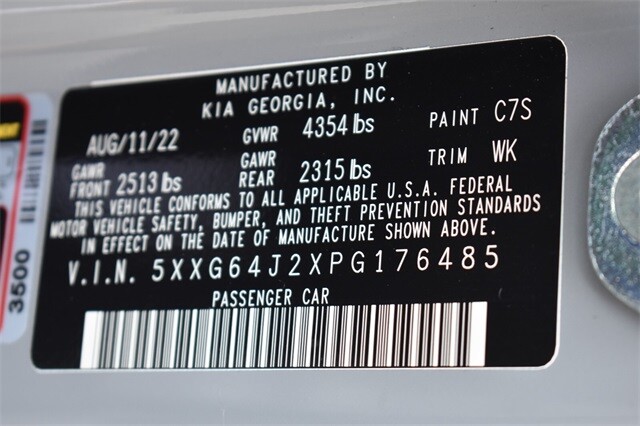 MANUFACTURED BY
KIA GEORGIA, INC.
AUG/11/22 GVWR 4354 lbs PAINT C7S
GAWR FRONT 2513 lbs GAWR REAR 2315 lbs TRIM WK
THIS VEHICLE CONFORMS TO ALL APPLICABLE U.S.A. FEDERAL
MOTOR VEHICLE SAFETY, BUMPER, AND THEFT PREVENTION STANDARDS
IN EFFECT ON THE DATE OF MANUFACTURE SHOWN ABOVE.
V.I.N. 5XXG64J2XPG176485
PASSENGER CAR
3500